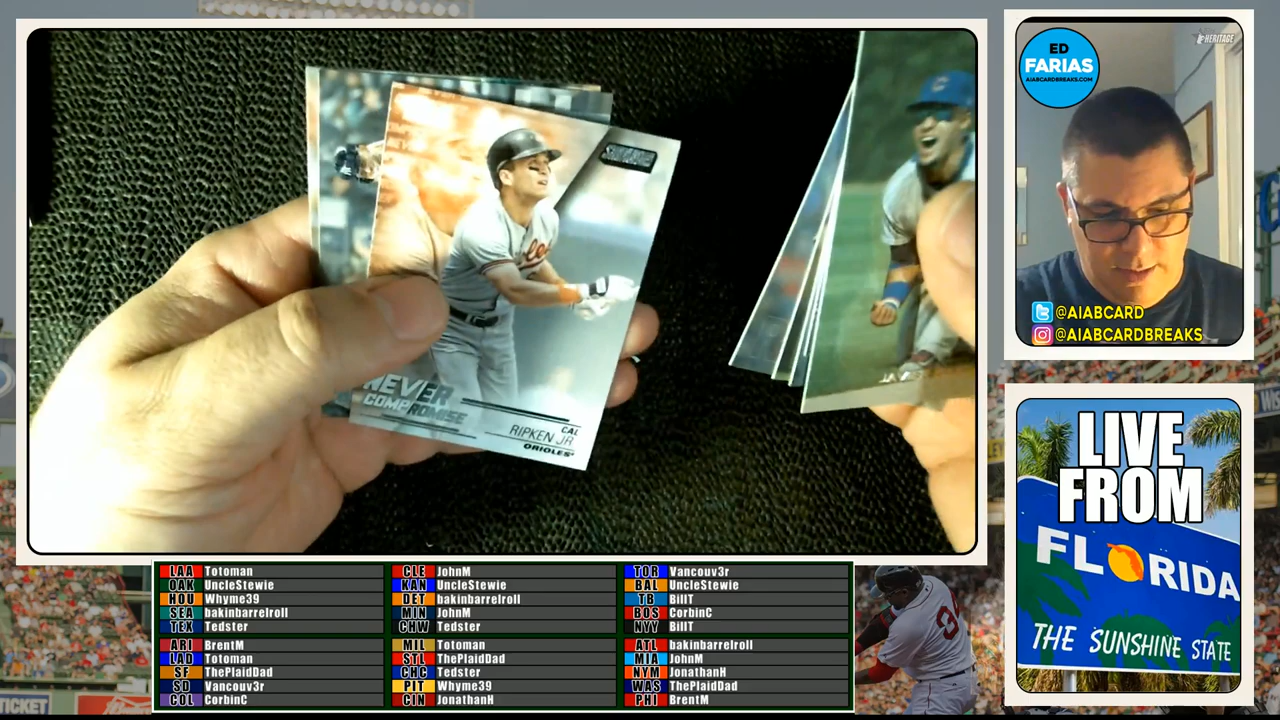 HERITAGE
ED
FARIAS
AIABCARDBREAKS.COM
NEVER
COMPROMISE
CAL
RIPKEN JR
ORIOLES
@AIABCARD
@AIABCARDBREAKS
LIVE
FROM
FLORIDA
THE SUNSHINE STATE
LAA Totoman
OAK UncleStewie
HOU Whyme39
SEA bakinbarrelroll
TEX Tedster
CLE JohnM
KAN UncleStewie
DET bakinbarrelroll
MIN JohnM
CHW Tedster
TOR Vancouv3r
BAL UncleStewie
TB BillT
BOS CorbinC
NYY BillT
ARI BrentM
LAD Totoman
SF ThePlaidDad
SD Vancouv3r
COL CorbinC
MIL Totoman
STL ThePlaidDad
CHC Tedster
PIT Whyme39
CIN JonathanH
ATL bakinbarrelroll
MIA JohnM
NYM JonathanH
WAS ThePlaidDad
PHI BrentM
TICKET